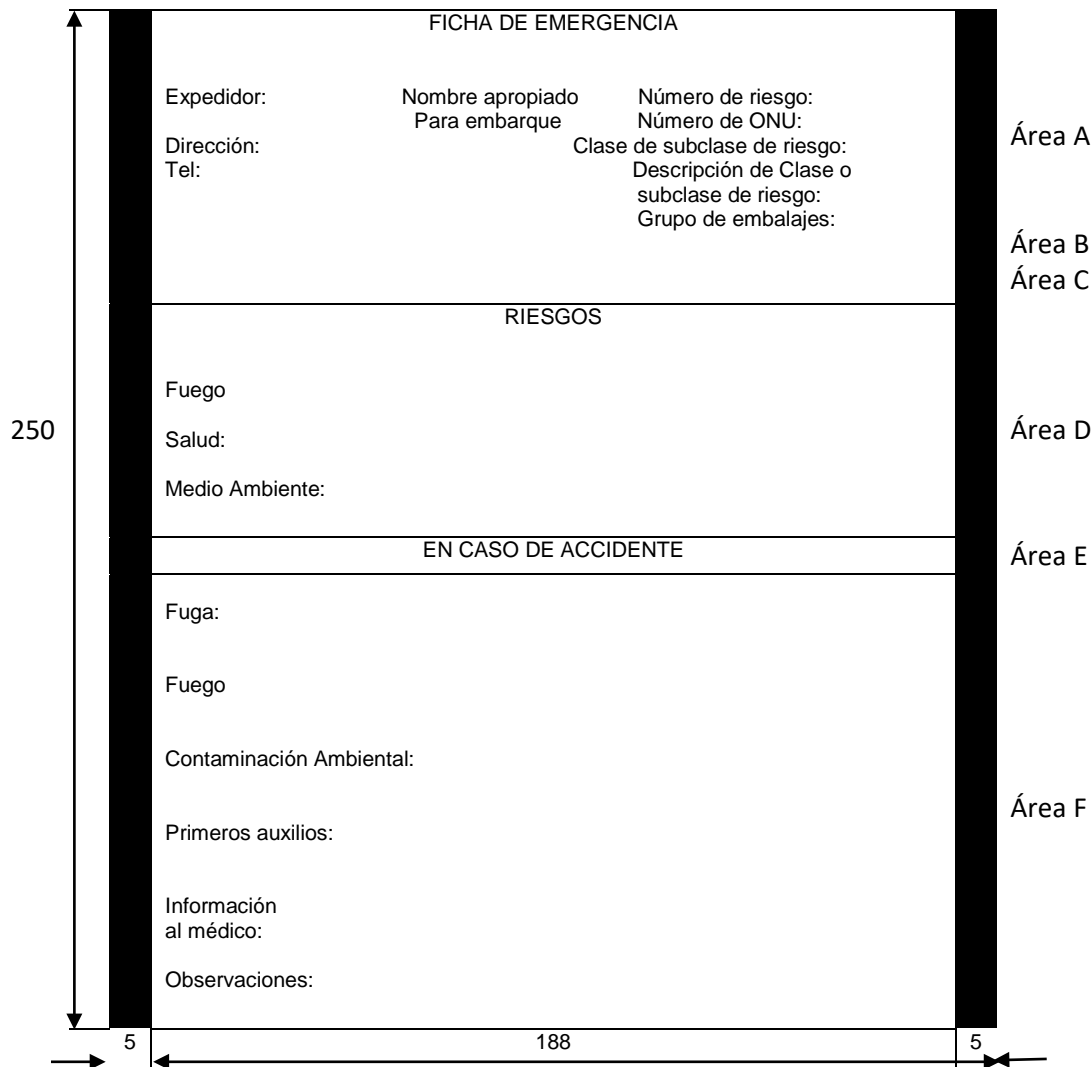 FICHA DE EMERGENCIA
Expedidor: Nombre apropiado Número de riesgo:
Para embarque Número de ONU:
Área A
Dirección: Clase de subclase de riesgo:
Tel: Descripción de Clase o
subclase de riesgo:
Grupo de embalajes:
Área B
Área C
RIESGOS
Fuego
250
Salud:
Área D
Medio Ambiente:
EN CASO DE ACCIDENTE
Área E
Fuga:
Fuego
Contaminación Ambiental:
Área F
Primeros auxilios:
Información
al médico:
Observaciones:
5 188 5